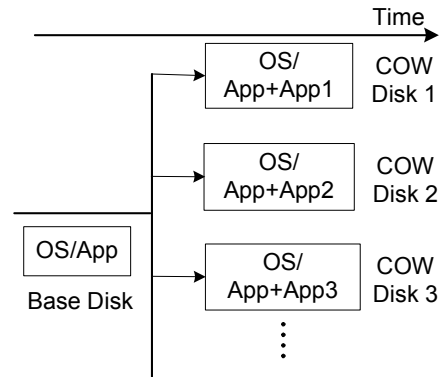 Time
OS/
App+App1
COW
Disk 1
OS/
App+App2
COW
Disk 2
OS/App
Base Disk
OS/
App+App3
COW
Disk 3